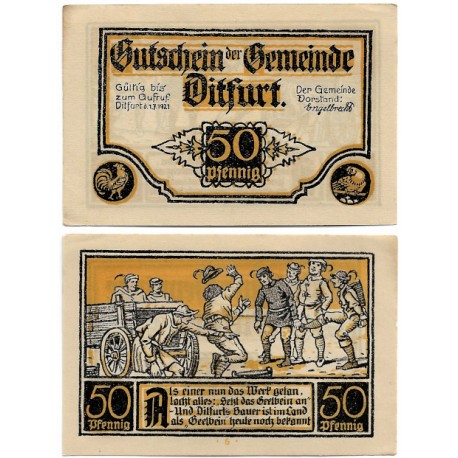 Gutschein der Gemeinde
Ditfurt.
Gültig bis
zum Aufruf
Ditfurt d. 1.7. 1921
Der Gemeinde
Vorstand:
Engelbrecht
50
Pfennig
Als einer nun das Werk getan,
lacht alles: „Seht das Geelbein an“
-Und Ditfurts Bauer ist im Land
als Geelbein heute noch bekannt
50
Pfennig
50
Pfennig